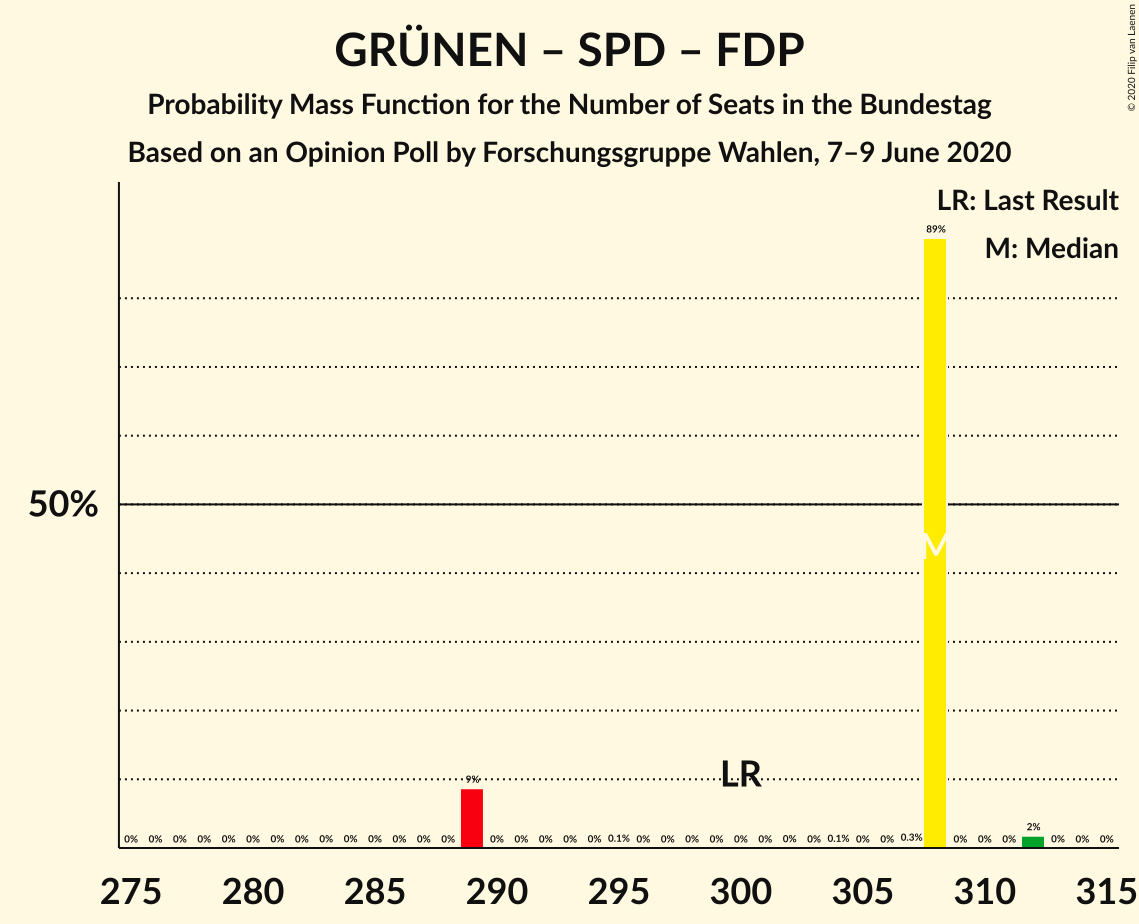 GRÜNEN – SPD – FDP
Probability Mass Function for the Number of Seats in the Bundestag
Based on an Opinion Poll by Forschungsgruppe Wahlen, 7–9 June 2020
© 2020 Filip van Laenen
LR: Last Result
M: Median
89%
50%
M
LR
9%
2%
0% 0% 0% 0% 0% 0% 0% 0% 0% 0% 0% 0% 0% 0% 0% 0% 0% 0% 0% 0.1% 0% 0% 0% 0% 0% 0% 0% 0% 0.1% 0% 0% 0.3% 0% 0% 0% 0% 0% 0%
275 280 285 290 295 300 305 310 315